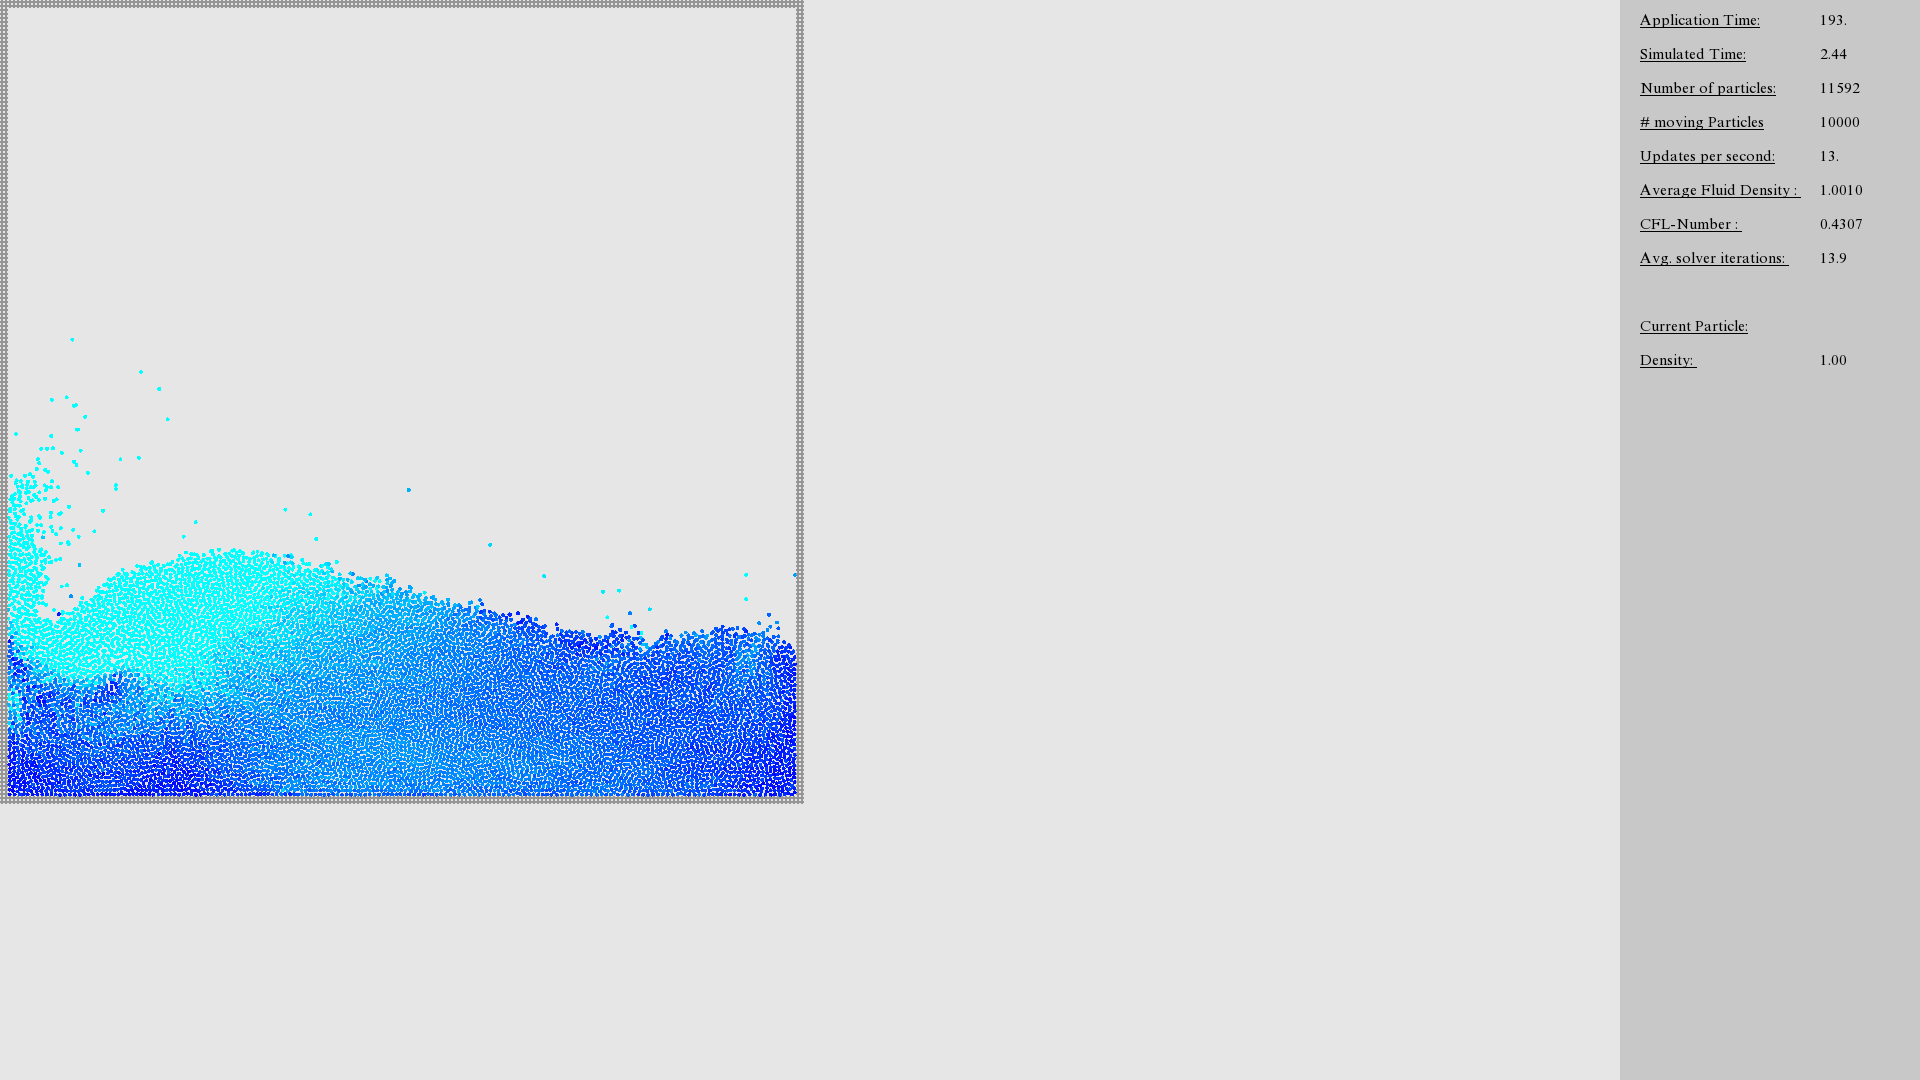 Application Time: 193.
Simulated Time: 2.44
Number of particles: 11592
# moving Particles 10000
Updates per second: 13.
Average Fluid Density : 1.0010
CFL-Number : 0.4307
Avg. solver iterations: 13.9
Current Particle:
Density: 1.00